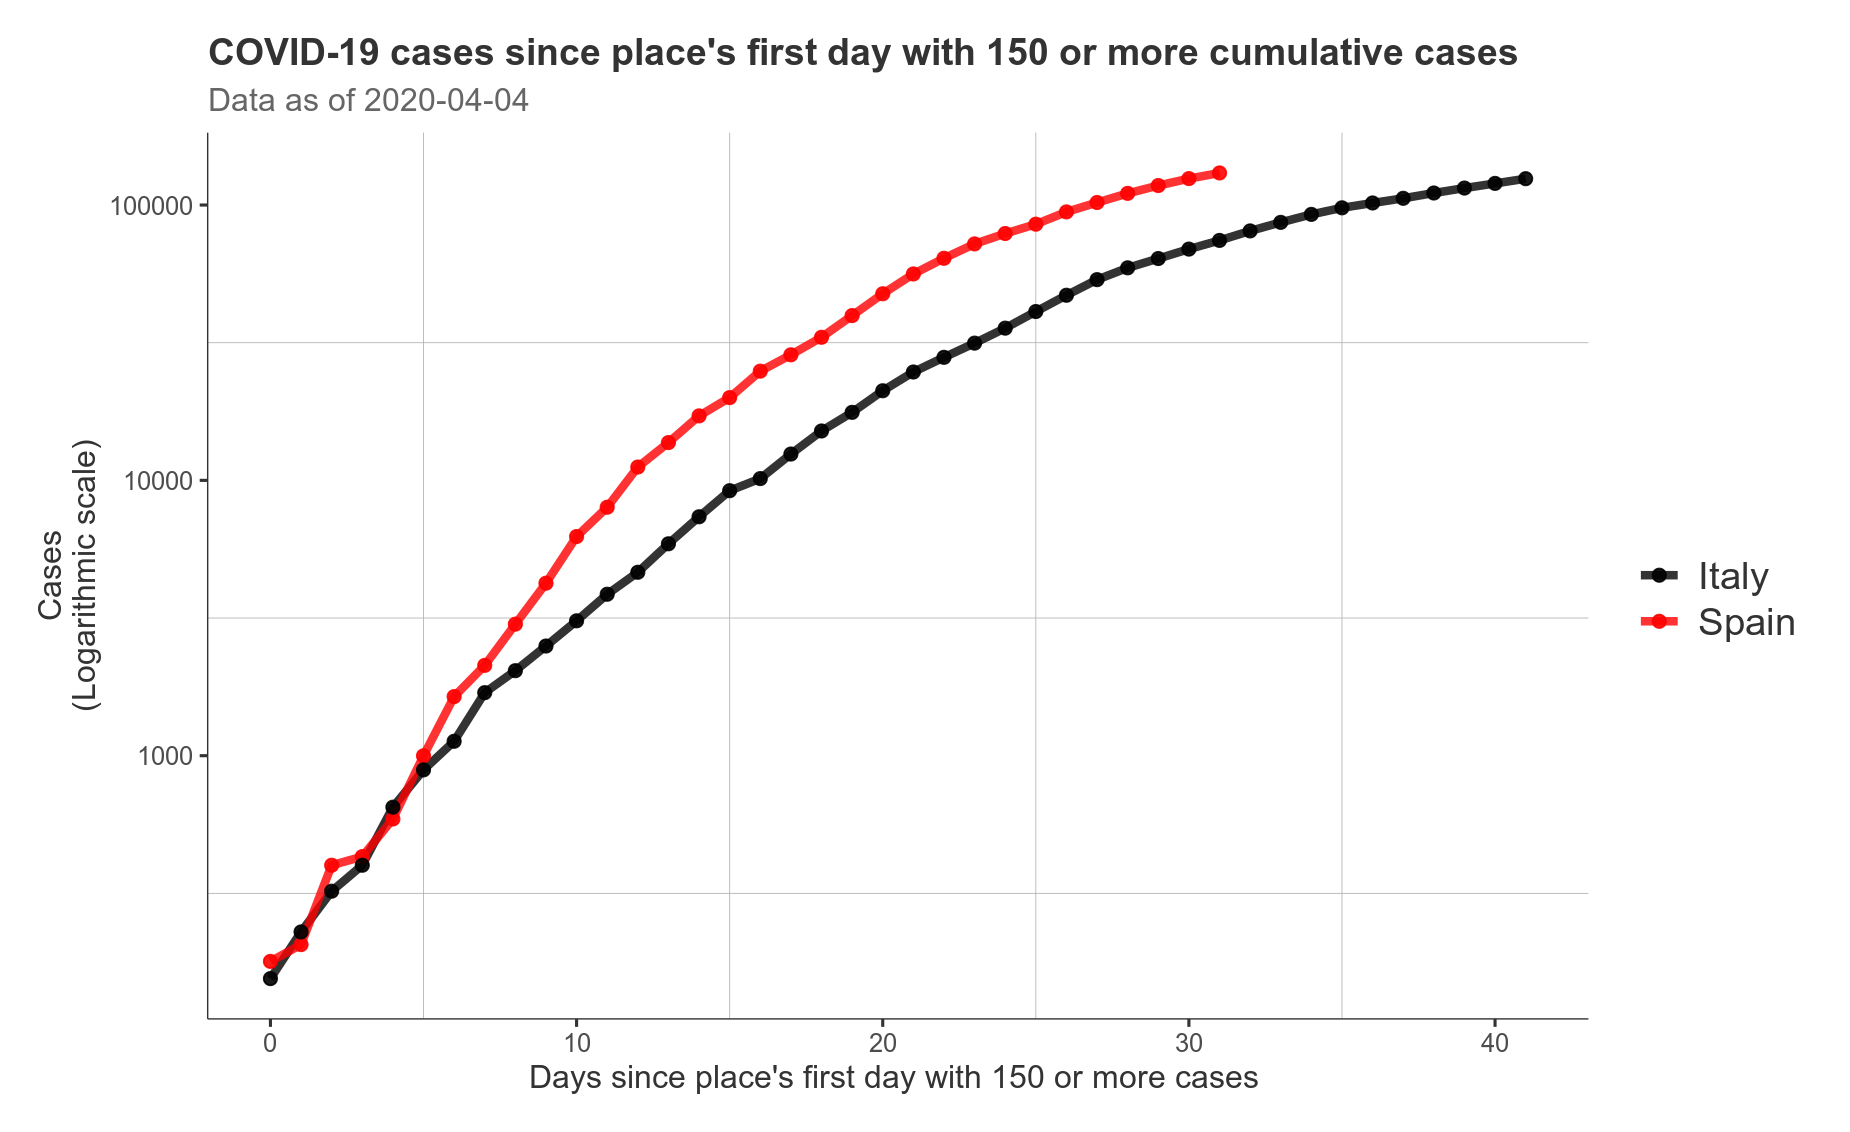 COVID-19 cases since place's first day with 150 or more cumulative cases
Data as of 2020-04-04
100000
10000
1000
Cases
(Logarithmic scale)
0 10 20 30 40
Days since place's first day with 150 or more cases
Italy
Spain